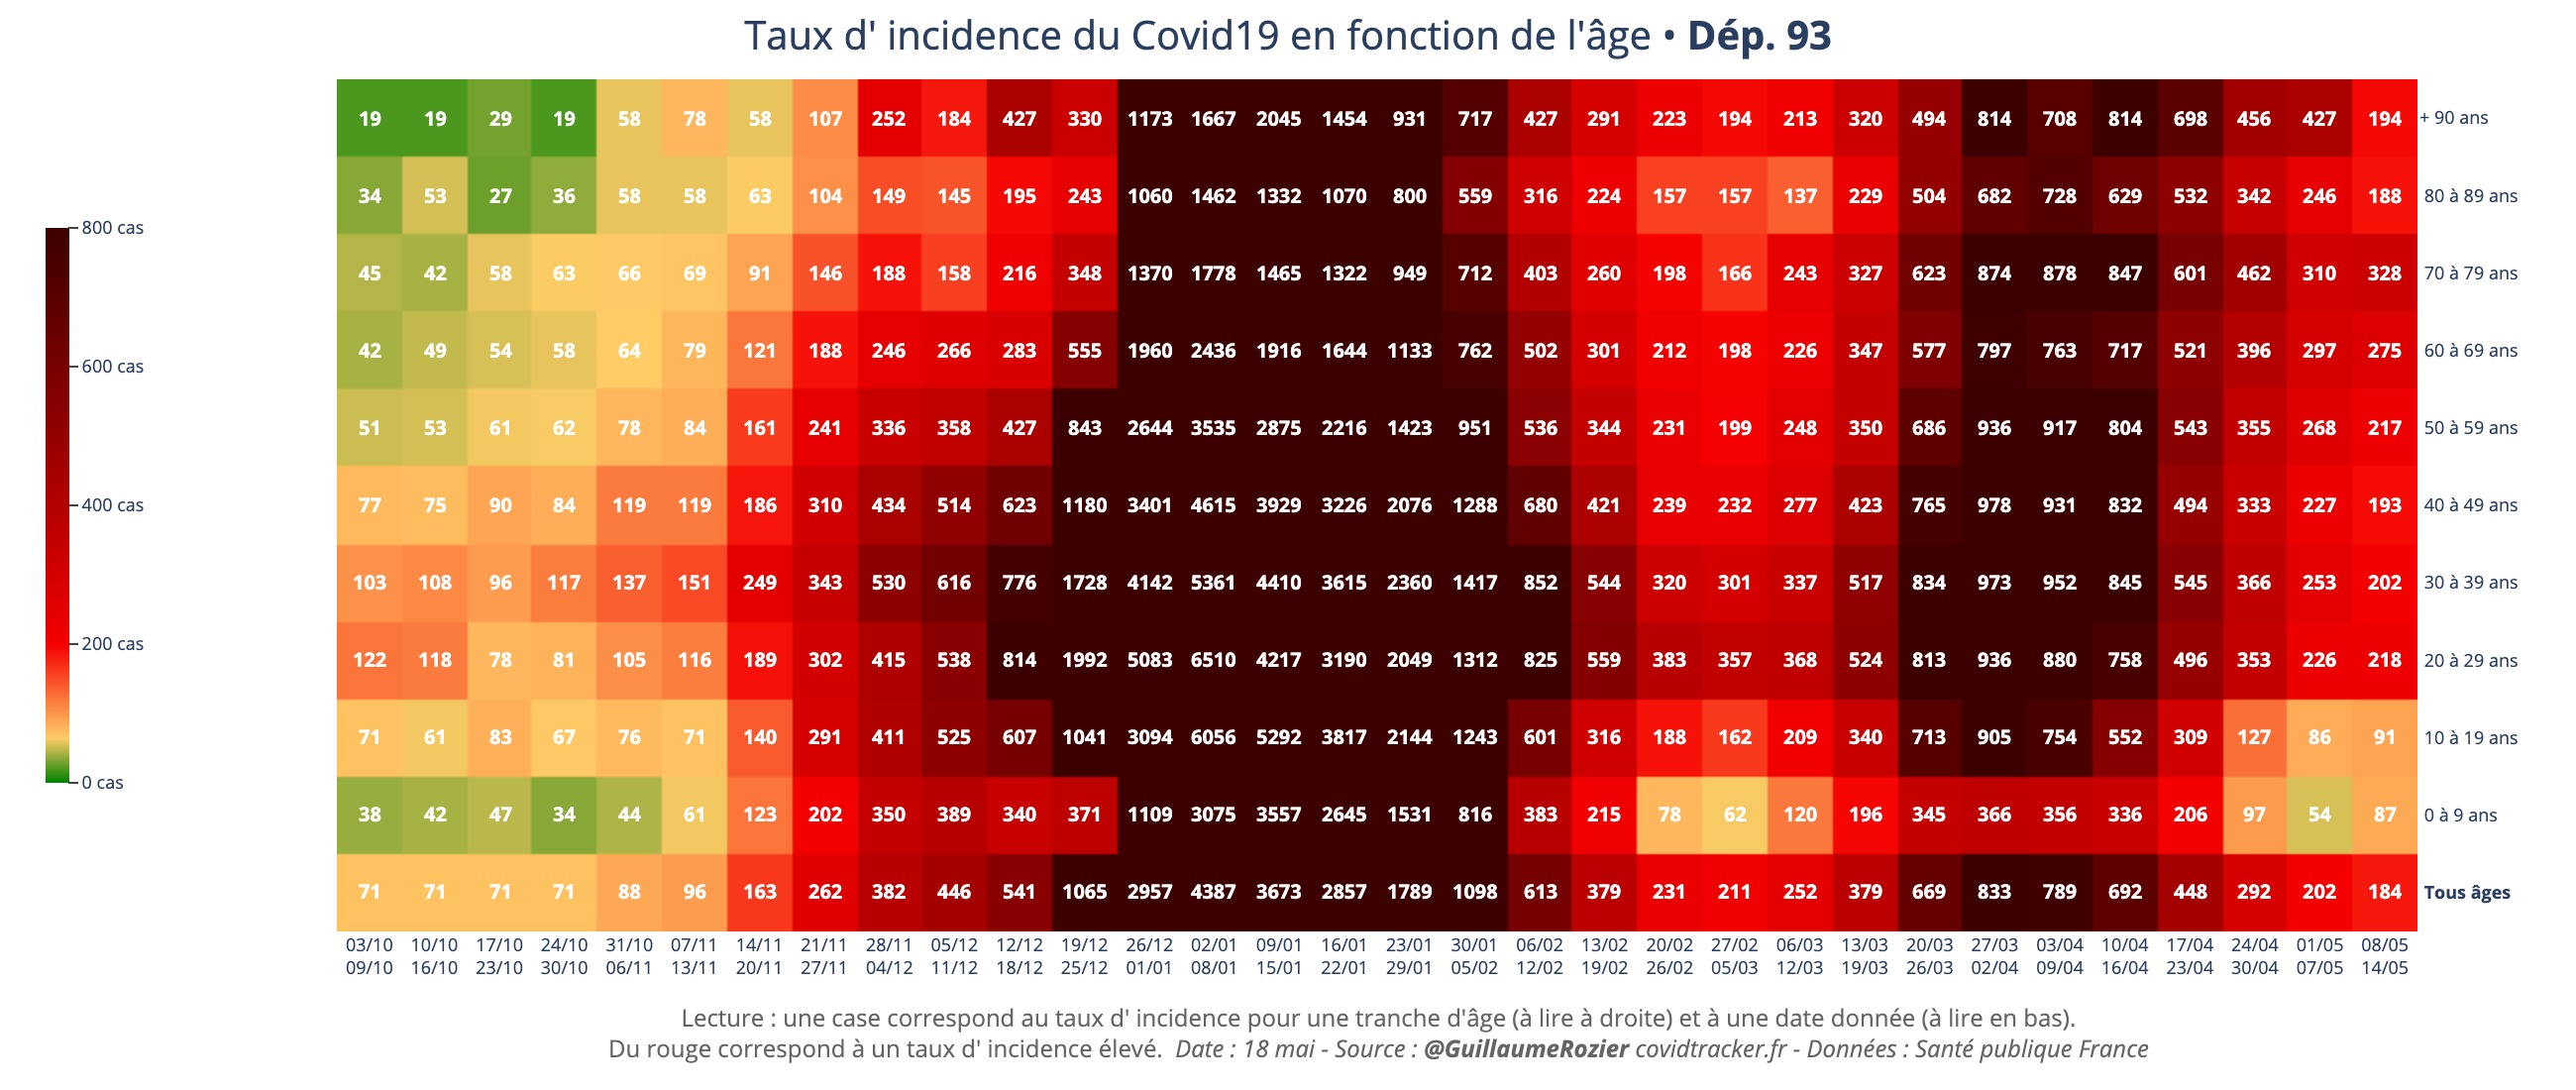 Taux d' incidence du Covid19 en fonction de l'âge • Dép. 93
800 cas
600 cas
400 cas
200 cas
0 cas
19 19 29 19 58 78 58 107 252 184 427 330 1173 1667 2045 1454 931 717 427 291 223 194 213 320 494 814 708 814 698 456 427 194 + 90 ans
34 53 27 36 58 58 63 104 149 145 195 243 1060 1462 1332 1070 800 559 316 224 157 157 137 229 504 682 728 629 532 342 246 188 80 à 89 ans
45 42 58 63 66 69 91 146 188 158 216 348 1370 1778 1465 1322 949 712 403 260 198 166 243 327 623 874 878 847 601 462 310 328 70 à 79 ans
42 49 54 58 64 79 121 188 246 266 283 555 1960 2436 1916 1644 1133 762 502 301 212 198 226 347 577 797 763 717 521 396 297 275 60 à 69 ans
51 53 61 62 78 84 161 241 336 358 427 843 2644 3535 2875 2216 1423 951 536 344 231 199 248 350 686 936 917 804 543 355 268 217 50 à 59 ans
77 75 90 84 119 119 186 310 434 514 623 1180 3401 4615 3929 3226 2076 1288 680 421 239 232 277 423 765 978 931 832 494 333 227 193 40 à 49 ans
103 108 96 117 137 151 249 343 530 616 776 1728 4142 5361 4410 3615 2360 1417 852 544 320 301 337 517 834 973 952 845 545 366 253 202 30 à 39 ans
122 118 78 81 105 116 189 302 415 538 814 1992 5083 6510 4217 3190 2049 1312 825 559 383 357 368 524 813 936 880 758 496 353 226 218 20 à 29 ans
71 61 83 67 76 71 140 291 411 525 607 1041 3094 6056 5292 3817 2144 1243 601 316 188 162 209 340 713 905 754 552 309 127 86 91 10 à 19 ans
38 42 47 34 44 61 123 202 350 389 340 371 1109 3075 3557 2645 1531 816 383 215 78 62 120 196 345 366 356 336 206 97 54 87 0 à 9 ans
71 71 71 71 88 96 163 262 382 446 541 1065 2957 4387 3673 2857 1789 1098 613 379 231 211 252 379 669 833 789 692 448 292 202 184 Tous âges
03/10 10/10 17/10 24/10 31/10 07/11 14/11 21/11 28/11 05/12 12/12 19/12 26/12 02/01 09/01 16/01 23/01 30/01 06/02 13/02 20/02 27/02 06/03 13/03 20/03 27/03 03/04 10/04 17/04 24/04 01/05 08/05
09/10 16/10 23/10 30/10 06/11 13/11 20/11 27/11 04/12 11/12 18/12 25/12 01/01 08/01 15/01 22/01 29/01 05/02 12/02 19/02 26/02 05/03 12/03 19/03 26/03 02/04 09/04 16/04 23/04 30/04 07/05 14/05
Lecture : une case correspond au taux d' incidence pour une tranche d'âge (à lire à droite) et à une date donnée (à lire en bas).
Du rouge correspond à un taux d' incidence élevé. Date : 18 mai - Source : @GuillaumeRozier covidtracker.fr - Données : Santé publique France